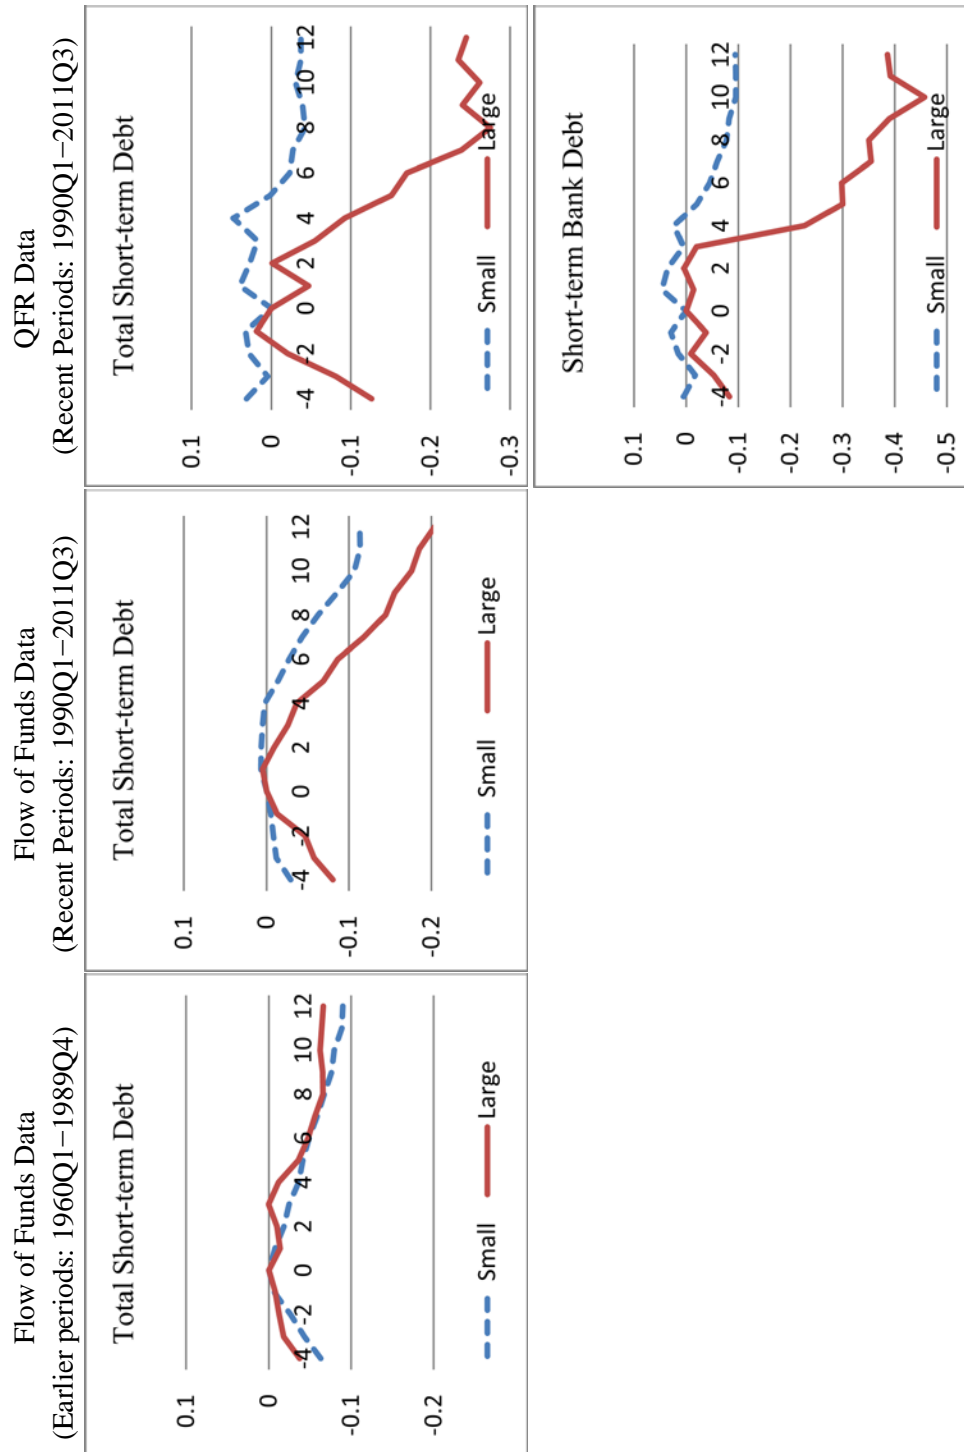 Flow of Funds Data
(Earlier periods: 1960Q1−1989Q4)
Total Short-term Debt
0.1
0
-0.1
-0.2
-4 -2 0 2 4 6 8 10 12
Small Large
Flow of Funds Data
(Recent Periods: 1990Q1−2011Q3)
Total Short-term Debt
0.1
0
-0.1
-0.2
-4 -2 0 2 4 6 8 10 12
Small Large
QFR Data
(Recent Periods: 1990Q1−2011Q3)
Total Short-term Debt
0.1
0
-0.1
-0.2
-0.3
-4 -2 0 2 4 6 8 10 12
Small Large
Short-term Bank Debt
0.1
0
-0.1
-0.2
-0.3
-0.4
-0.5
-4 -2 0 2 4 6 8 10 12
Small Large